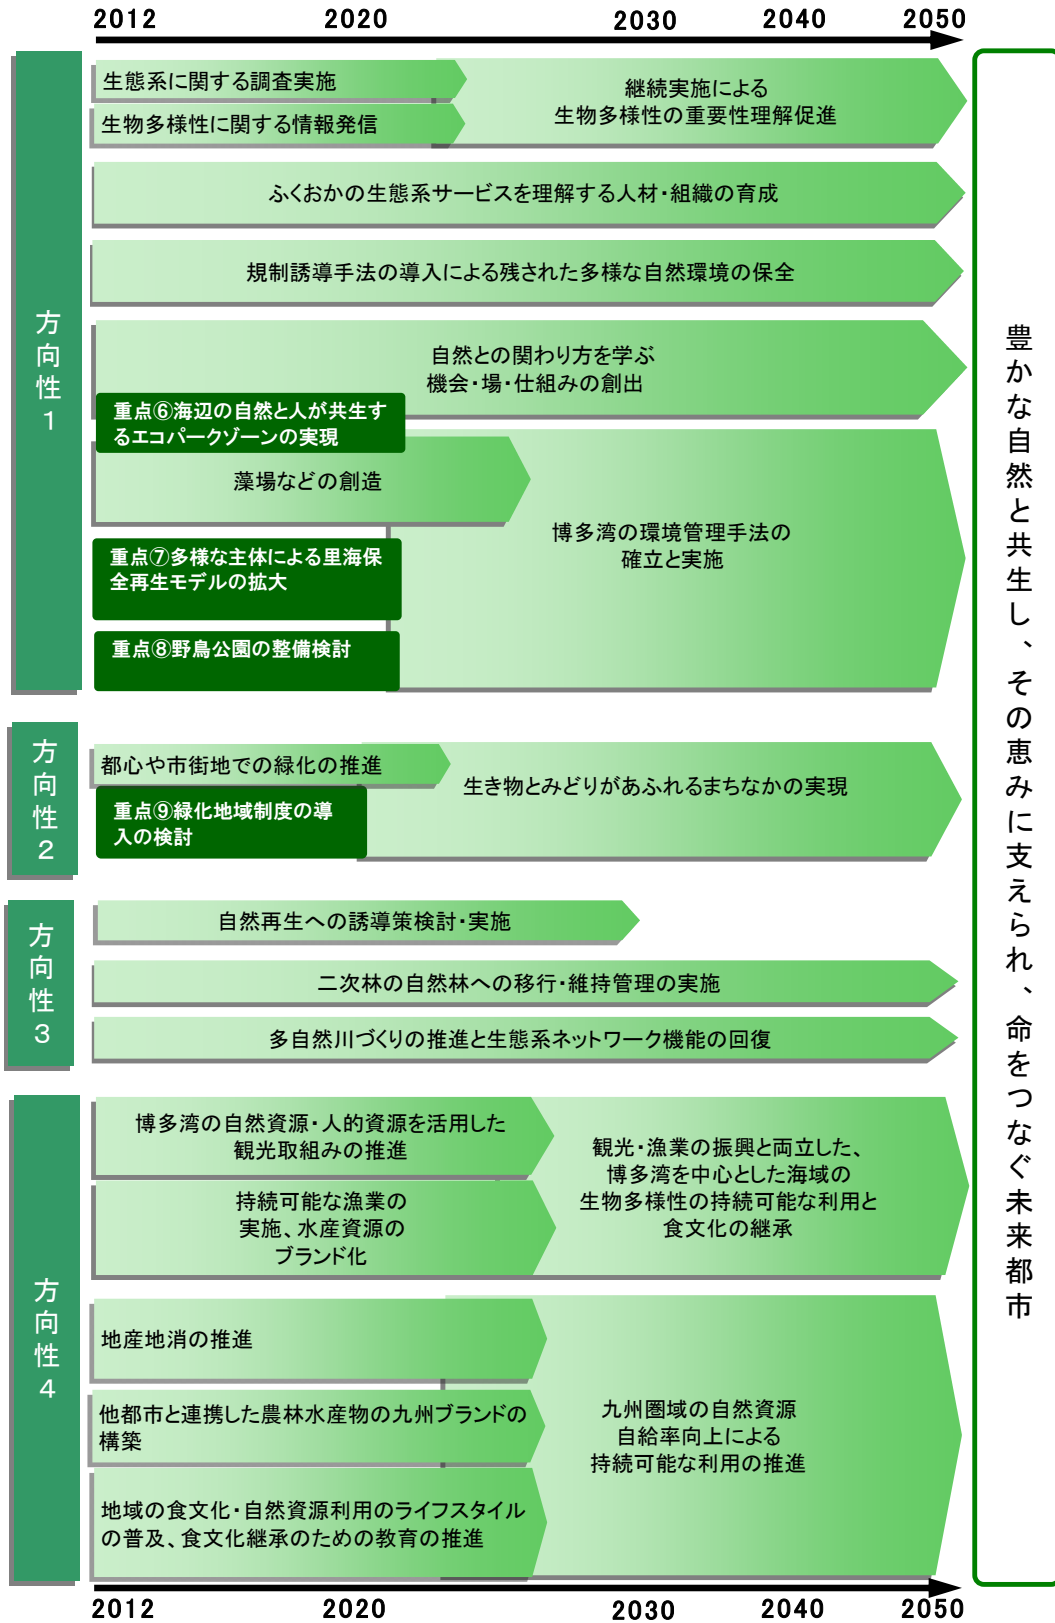 2012 2020 2030 2040 2050
方向性1
生態系に関する調査実施
生物多様性に関する情報発信
継続実施による
生物多様性の重要性理解促進
ふくおかの生態系サービスを理解する人材・組織の育成
規制誘導手法の導入による残された多様な自然環境の保全
自然との関わり方を学ぶ
機会・場・仕組みの創出
重点⑥海辺の自然と人が共生す
るエコパークゾーンの実現
藻場などの創造
博多湾の環境管理手法の
確立と実施
重点⑦多様な主体による里海保
全再生モデルの拡大
重点⑧野鳥公園の整備検討
方向性2
都心や市街地での緑化の推進
生き物とみどりがあふれるまちなかの実現
重点⑨緑化地域制度の導
入の検討
方向性3
自然再生への誘導策検討・実施
二次林の自然林への移行・維持管理の実施
多自然川づくりの推進と生態系ネットワーク機能の回復
方向性4
博多湾の自然資源・人的資源を活用した
観光取組みの推進
持続可能な漁業の
実施、水産資源の
ブランド化
観光・漁業の振興と両立した、
博多湾を中心とした海域の
生物多様性の持続可能な利用と
食文化の継承
地産地消の推進
他都市と連携した農林水産物の九州ブランドの
構築
地域の食文化・自然資源利用のライフスタイル
の普及、食文化継承のための教育の推進
九州圏域の自然資源
自給率向上による
持続可能な利用の推進
豊かな自然と共生し、その恵みに支えられ、命をつなぐ未来都市
2012 2020 2030 2040 2050